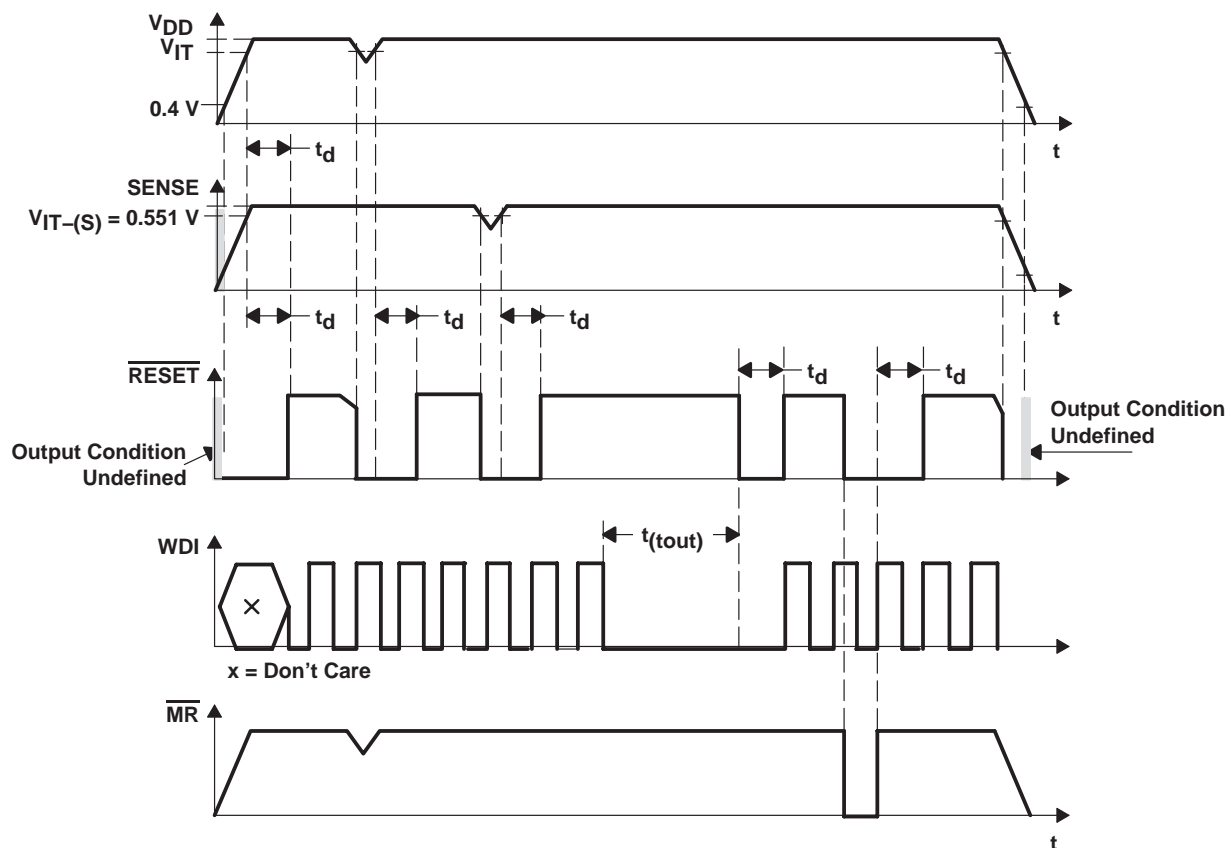 VDD
VIT
0.4 V
td
t
SENSE
VIT–(S) = 0.551 V
t
td
td
td
RESET
td
td
Output Condition
Undefined
Output Condition
Undefined
t(tout)
WDI
x = Don't Care
MR
t